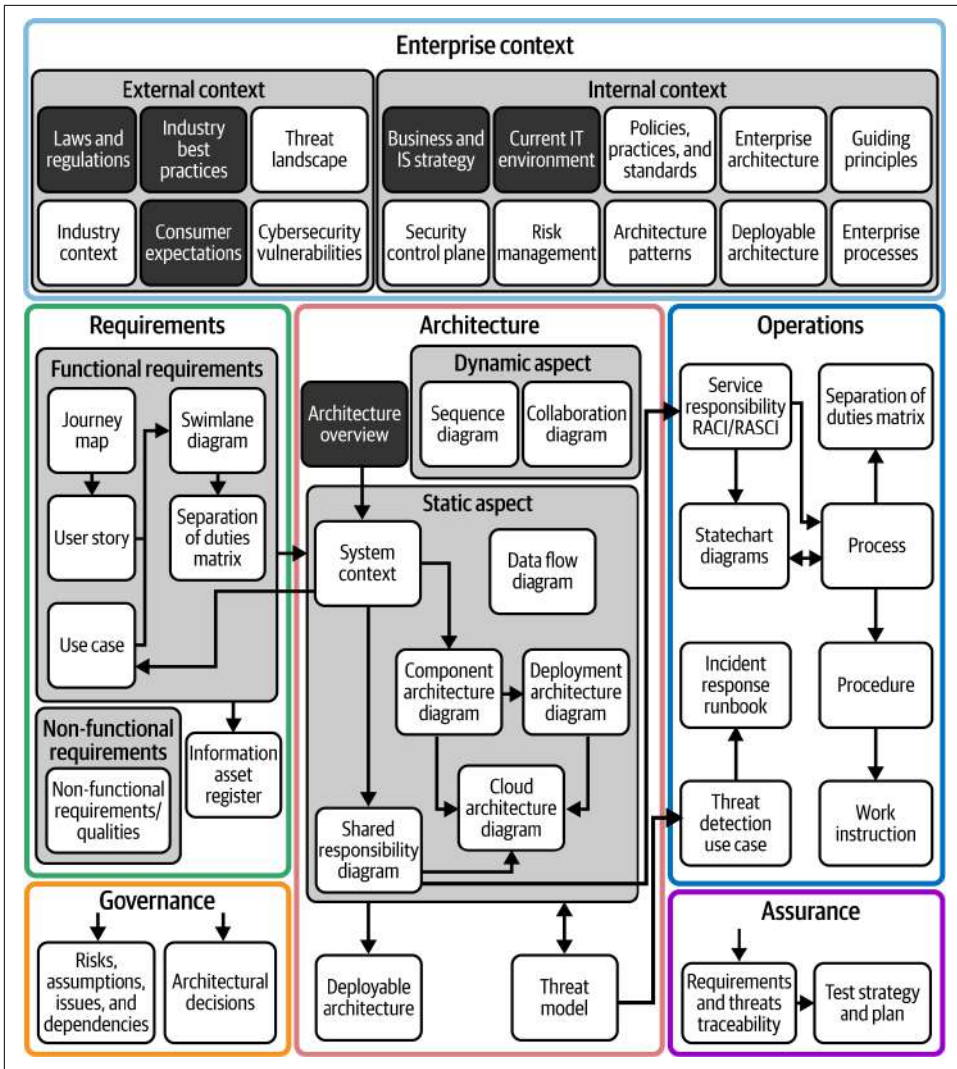 Enterprise context
External context
Laws and
regulations
Industry
best
practices
Threat
landscape
Industry
context
Consumer
expectations
Cybersecurity
vulnerabilities
Internal context
Business and
IS strategy
Current IT
environment
Policies,
practices, and
standards
Enterprise
architecture
Guiding
principles
Security
control plane
Risk
management
Architecture
patterns
Deployable
architecture
Enterprise
processes
Requirements
Functional requirements
Journey
map
Swimlane
diagram
User story
Separation
of duties
matrix
Use case
Non-functional
requirements
Non-functional
requirements/
qualities
Information
asset
register
Architecture
Architecture
overview
Dynamic aspect
Sequence
diagram
Collaboration
diagram
Static aspect
System
context
Data flow
diagram
Component
architecture
diagram
Deployment
architecture
diagram
Cloud
architecture
diagram
Shared
responsibility
diagram
Deployable
architecture
Threat
model
Operations
Service
responsibility
RACI/RASCI
Separation of
duties matrix
Statechart
diagrams
Process
Incident
response
runbook
Procedure
Threat
detection
use case
Work
instruction
Governance
Risks,
assumptions,
issues, and
dependencies
Architectural
decisions
Assurance
Requirements
and threats
traceability
Test strategy
and plan